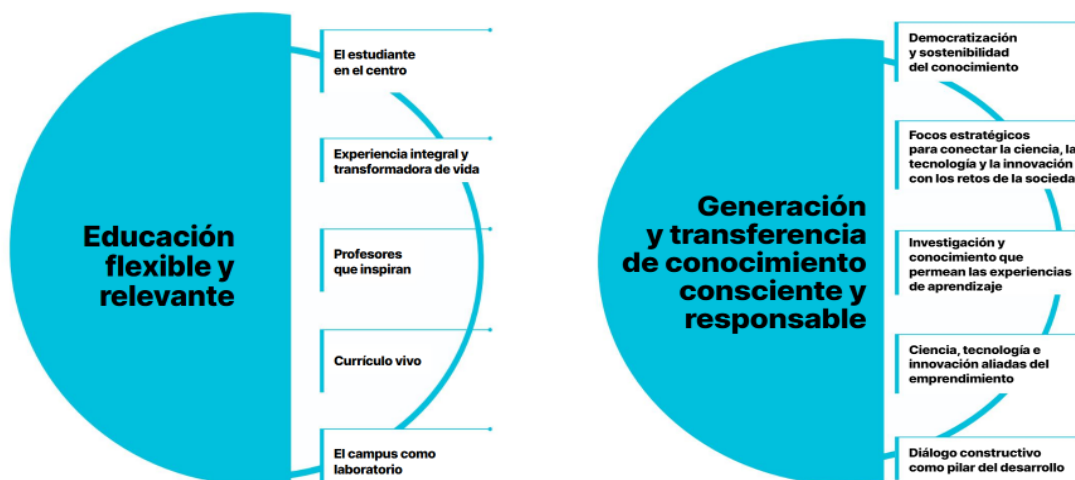 Educación
flexible y
relevante
El estudiante
en el centro
Experiencia integral y
transformadora de vida
Profesores
que inspiran
Currículo vivo
El campus como
laboratorio
Generación
y transferencia
de conocimiento
consciente y
responsable
Democratización
y sostenibilidad
del conocimiento
Focos estratégicos
para conectar la ciencia, la
tecnología y la innovación
con los retos de la socieda
Investigación y
conocimiento que
permean las experiencias
de aprendizaje
Ciencia, tecnología e
innovación aliadas del
emprendimiento
Diálogo constructivo
como pilar del desarrollo